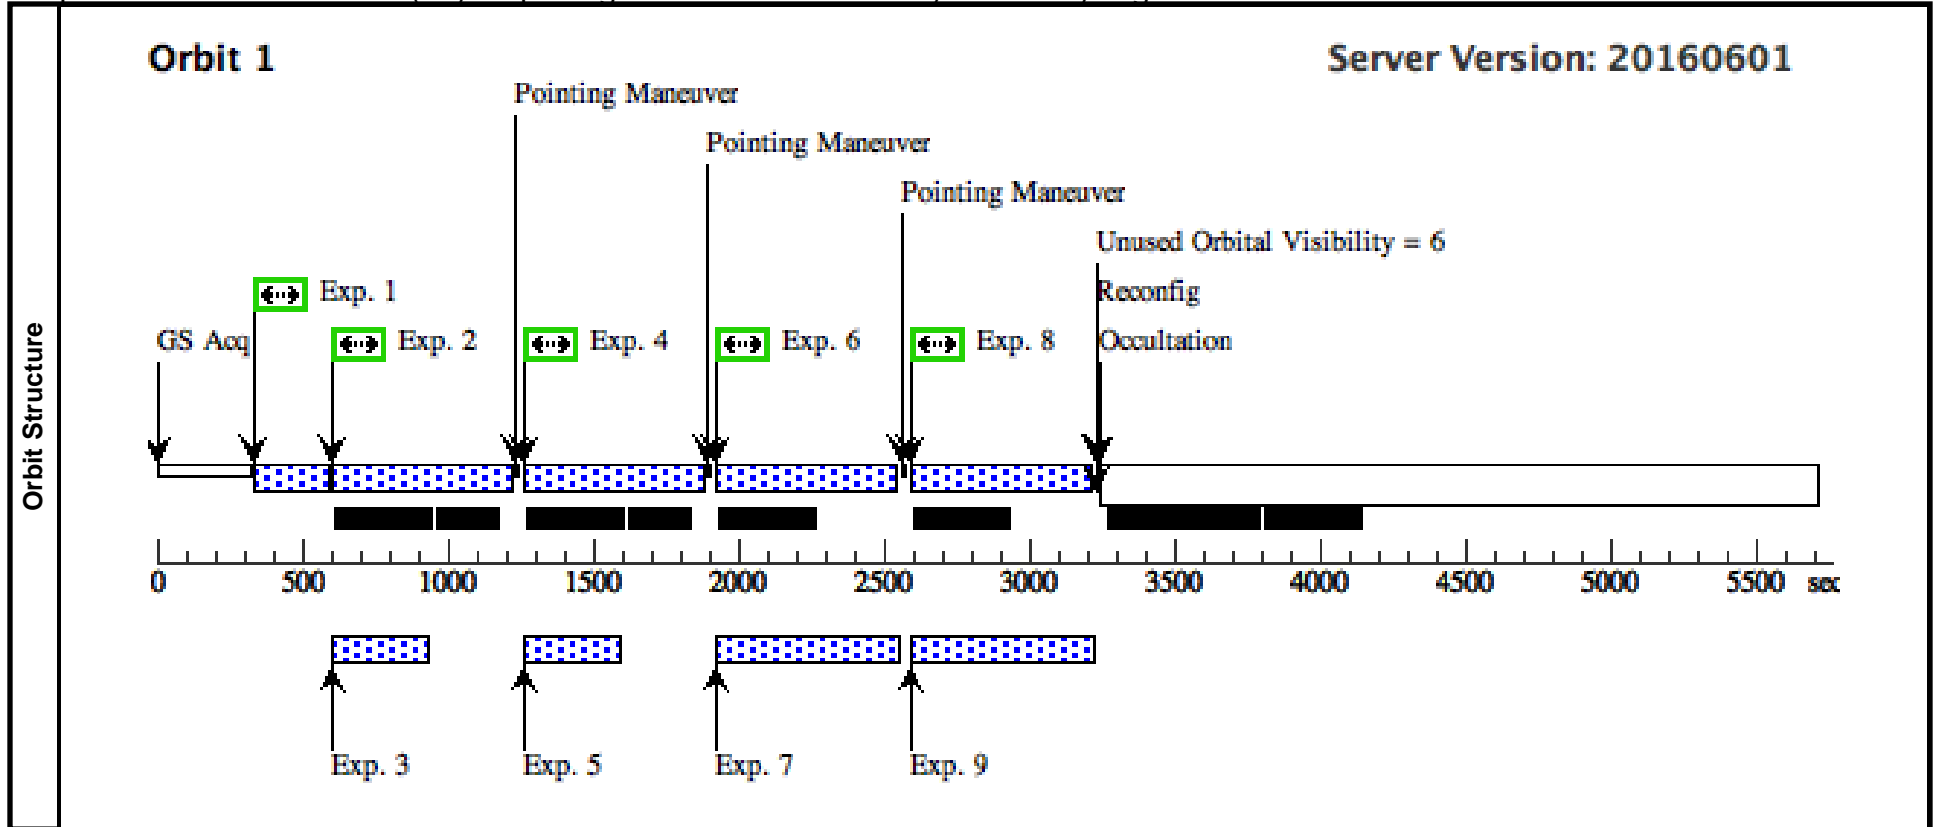 Orbit 1
Server Version: 20160601
Pointing Maneuver
Pointing Maneuver
Pointing Maneuver
Unused Orbital Visibility = 6
Exp. 1
Reconfig
GS Acq
Exp. 2
Exp. 4
Exp. 6
Exp. 8
Occultation
Orbit Structure
0 500 1000 1500 2000 2500 3000 3500 4000 4500 5000 5500 sec
Exp. 3
Exp. 5
Exp. 7
Exp. 9